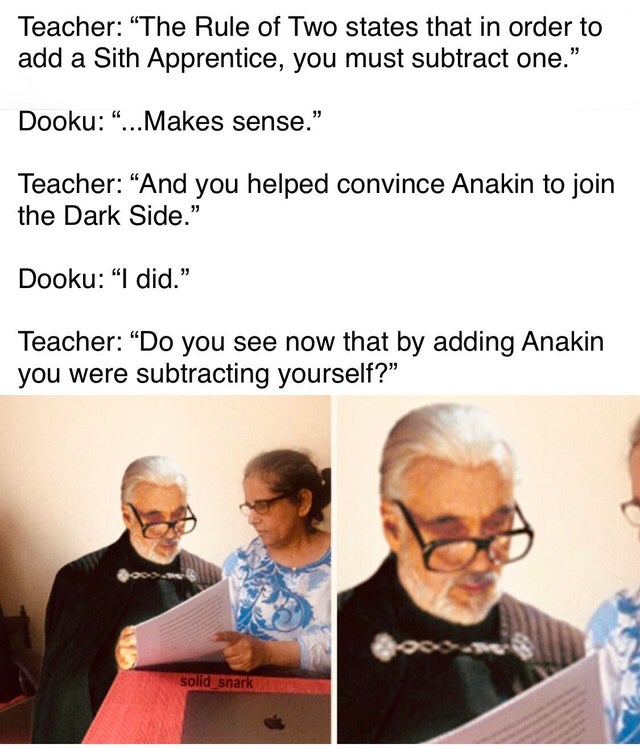 Teacher: “The Rule of Two states that in order to
add a Sith Apprentice, you must subtract one.”
Dooku: “...Makes sense.”
Teacher: “And you helped convince Anakin to join
the Dark Side.”
Dooku: “I did.”
Teacher: “Do you see now that by adding Anakin
you were subtracting yourself?”
solid_snark